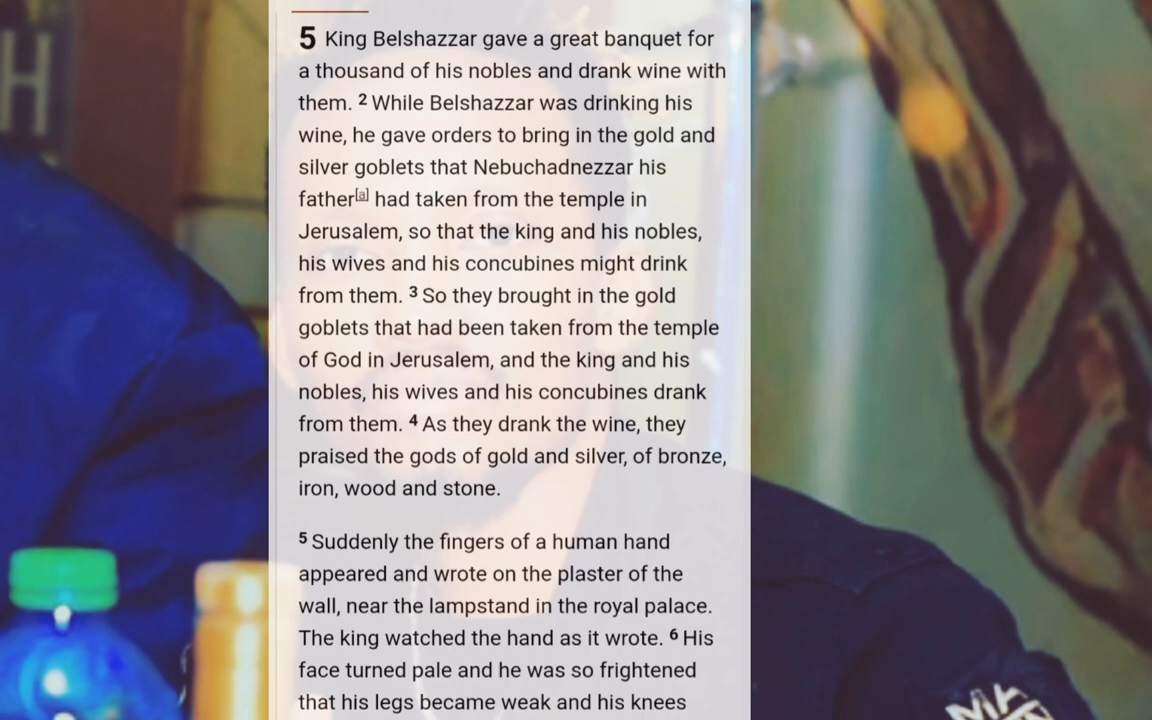 H
5 King Belshazzar gave a great banquet for
a thousand of his nobles and drank wine with
them. 2 While Belshazzar was drinking his
wine, he gave orders to bring in the gold and
silver goblets that Nebuchadnezzar his
father[a] had taken from the temple in
Jerusalem, so that the king and his nobles,
his wives and his concubines might drink
from them. 3 So they brought in the gold
goblets that had been taken from the temple
of God in Jerusalem, and the king and his
nobles, his wives and his concubines drank
from them. 4 As they drank the wine, they
praised the gods of gold and silver, of bronze,
iron, wood and stone.
5 Suddenly the fingers of a human hand
appeared and wrote on the plaster of the
wall, near the lampstand in the royal palace.
The king watched the hand as it wrote. 6 His
face turned pale and he was so frightened
that his legs became weak and his knees